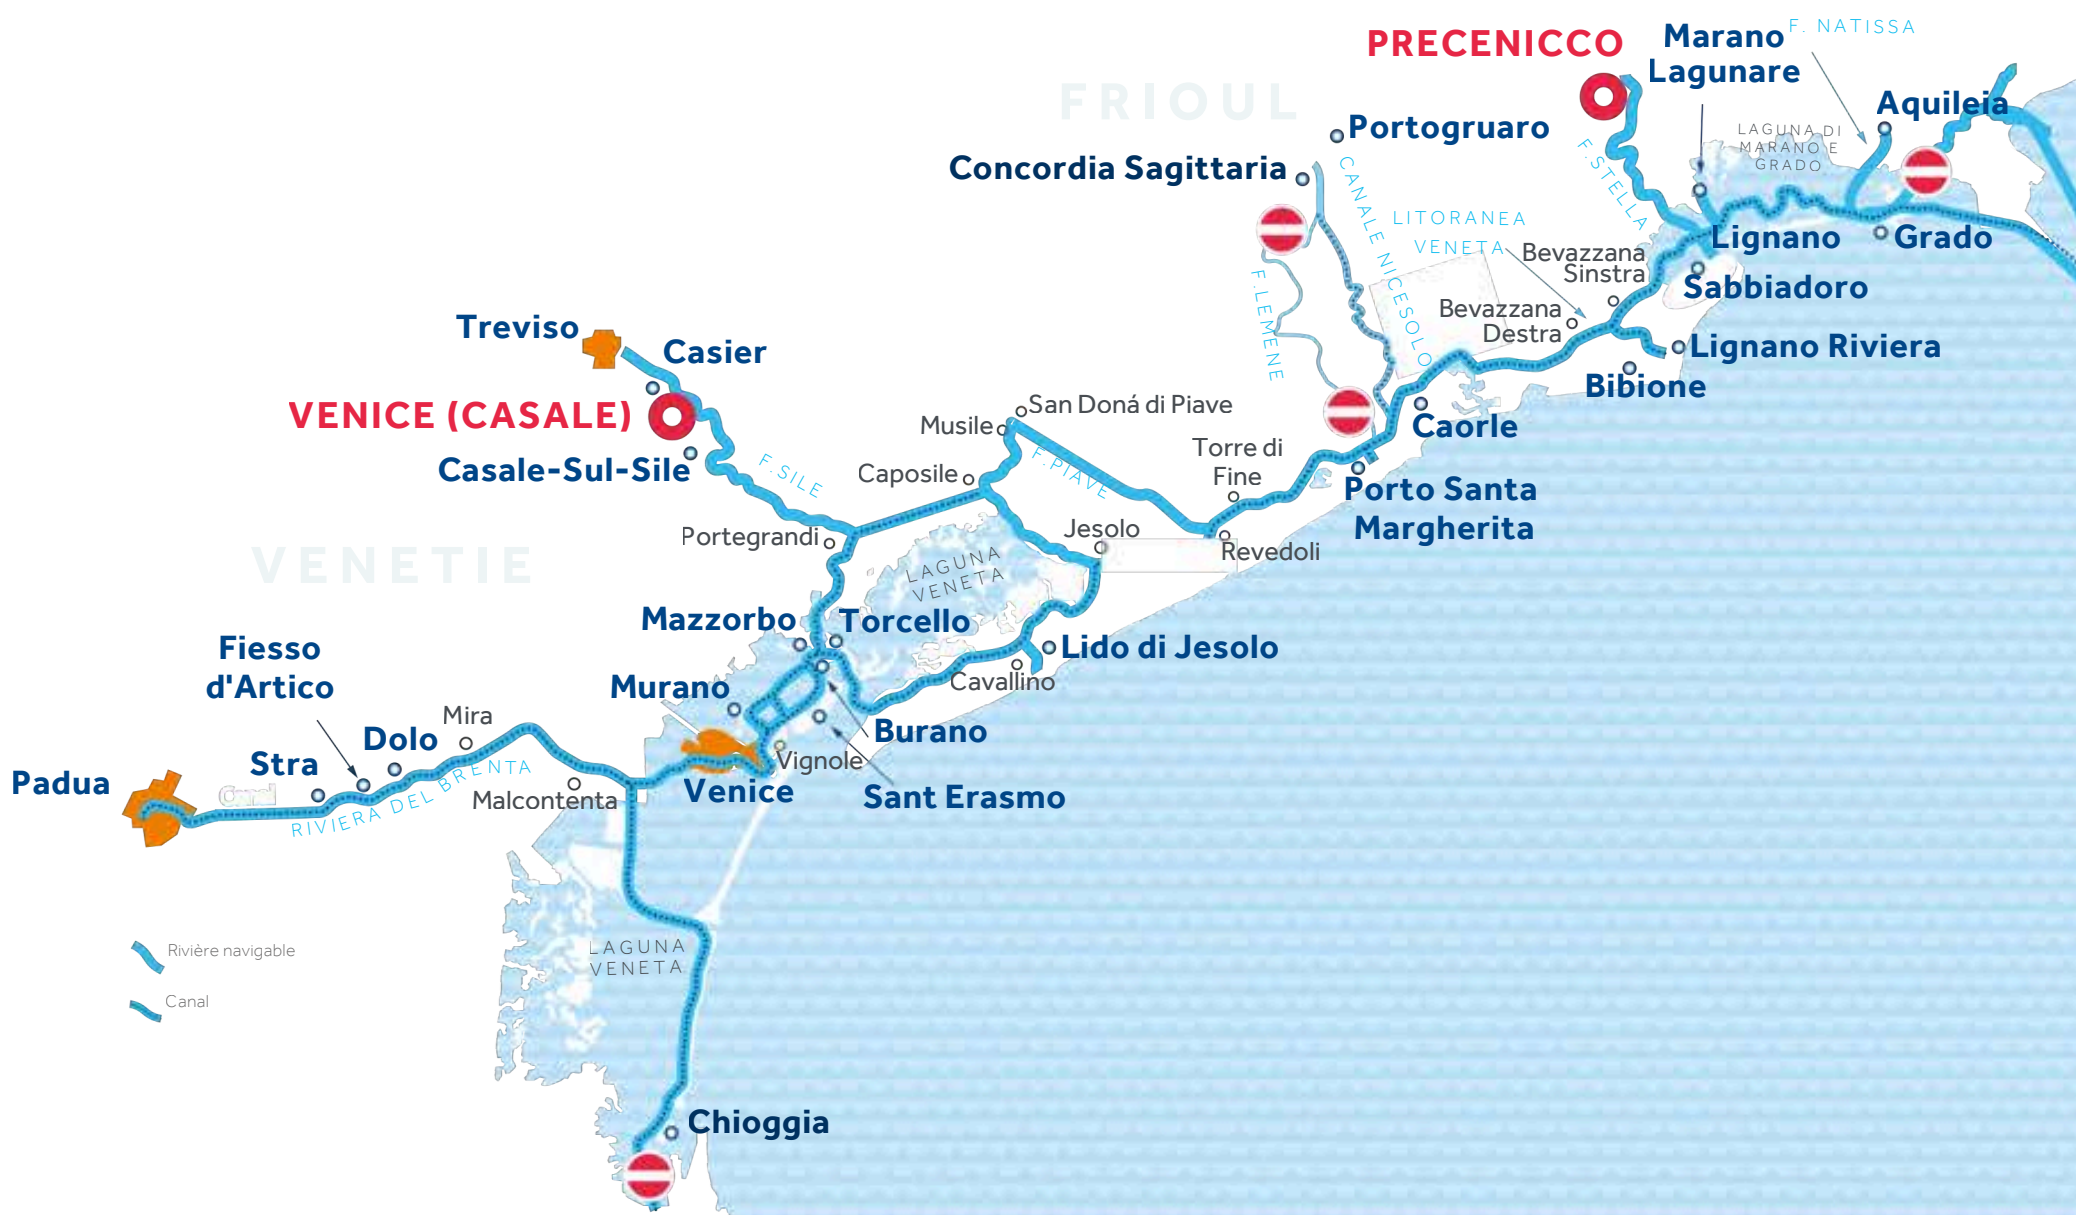 PRECENICCO
Marano
Lagunare
F. NATISSA
Aquileia
FRIOUL
Portogruaro
LAGUNA DI
MARANO E
GRADO
Concordia Sagittaria
CANALE NICESOLO
F.STELLA
LITORANEA
VENETA
Bevazzana
Sinstra
Lignano
Sabbiadoro
Grado
F.LEMENE
Bevazzana
Destra
Lignano Riviera
Bibione
Treviso
Casier
VENICE (CASALE)
Casale-Sul-Sile
F.SILE
San Doná di Piave
Musile
Caposile
F.PIAVE
Torre di
Fine
Caorle
Porto Santa
Margherita
Portegrandi
Jesolo
Revedoli
LAGUNA
VENETA
VENETIE
Mazzorbo
Torcello
Lido di Jesolo
Cavallino
Fiesso
d'Artico
Murano
Burano
Mira
Dolo
Stra
Padua
Canal
RIVIERA DEL BRENTA
Malcontenta
Venice
Vignole
Sant Erasmo
LAGUNA
VENETA
Rivière navigable
Canal
Chioggia